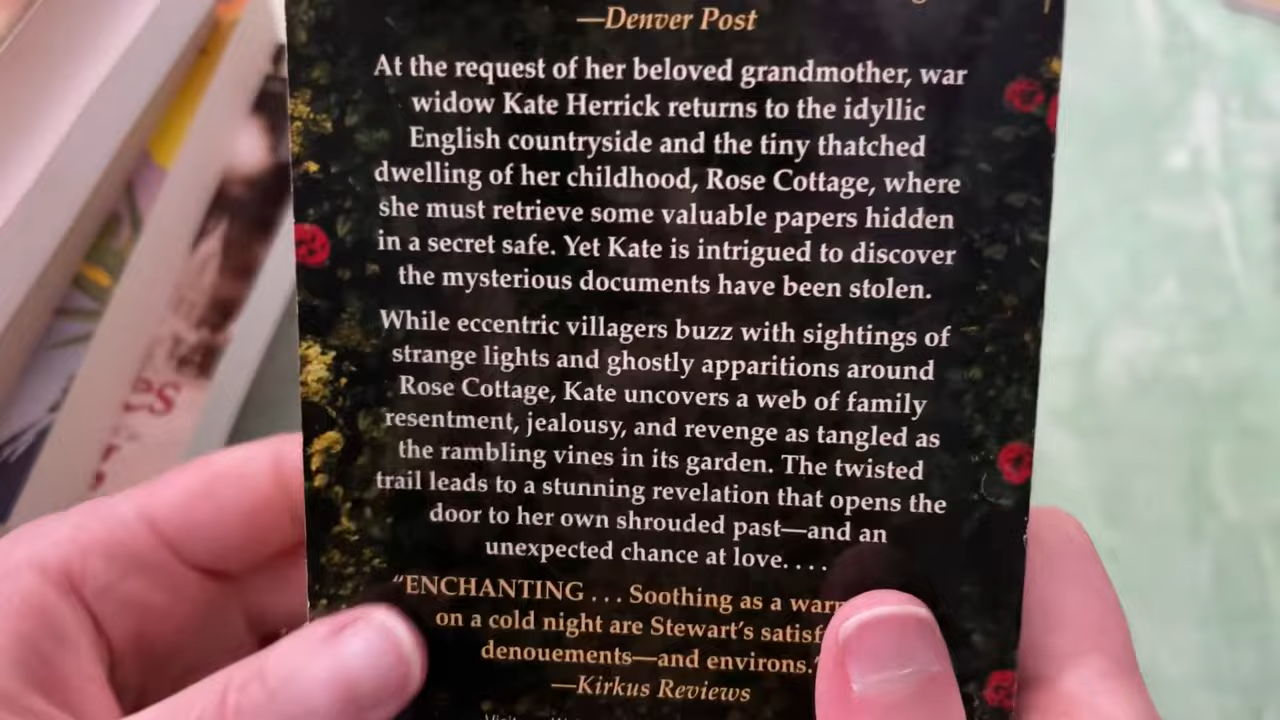 —Denver Post
At the request of her beloved grandmother, war
widow Kate Herrick returns to the idyllic
English countryside and the tiny thatched
dwelling of her childhood, Rose Cottage, where
she must retrieve some valuable papers hidden
in a secret safe. Yet Kate is intrigued to discover
the mysterious documents have been stolen.
While eccentric villagers buzz with sightings of
strange lights and ghostly apparitions around
Rose Cottage, Kate uncovers a web of family
resentment, jealousy, and revenge as tangled as
the rambling vines in its garden. The twisted
trail leads to a stunning revelation that opens the
door to her own shrouded past—and an
unexpected chance at love. . . .
“ENCHANTING . . . Soothing as a
on a cold night are Stewart’s
denouements—and environs.”
—Kirkus Reviews